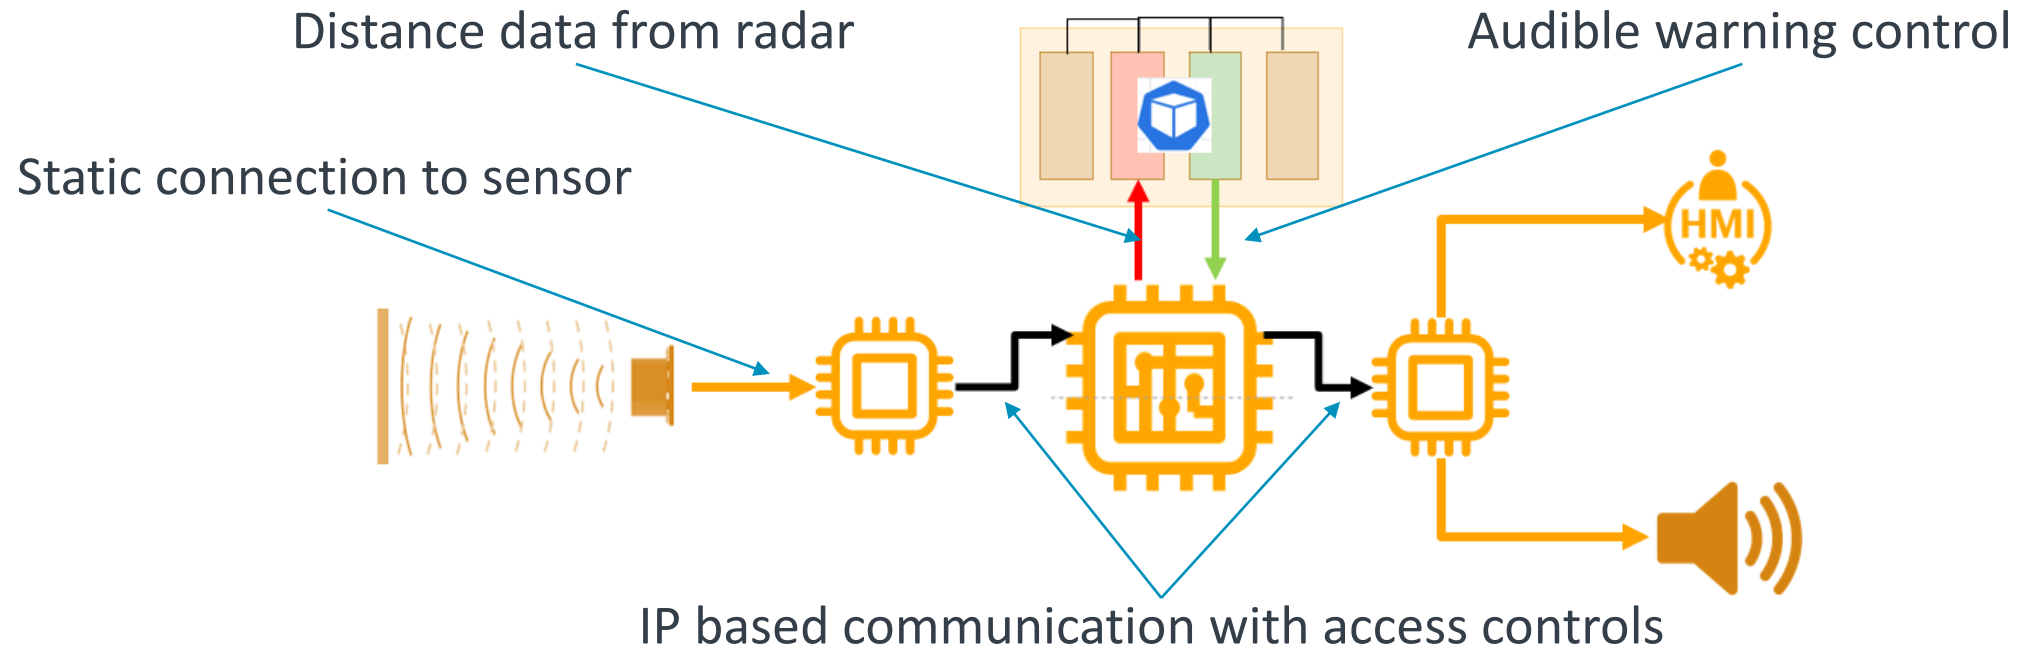 Distance data from radar
Audible warning control
Static connection to sensor
HMI
IP based communication with access controls